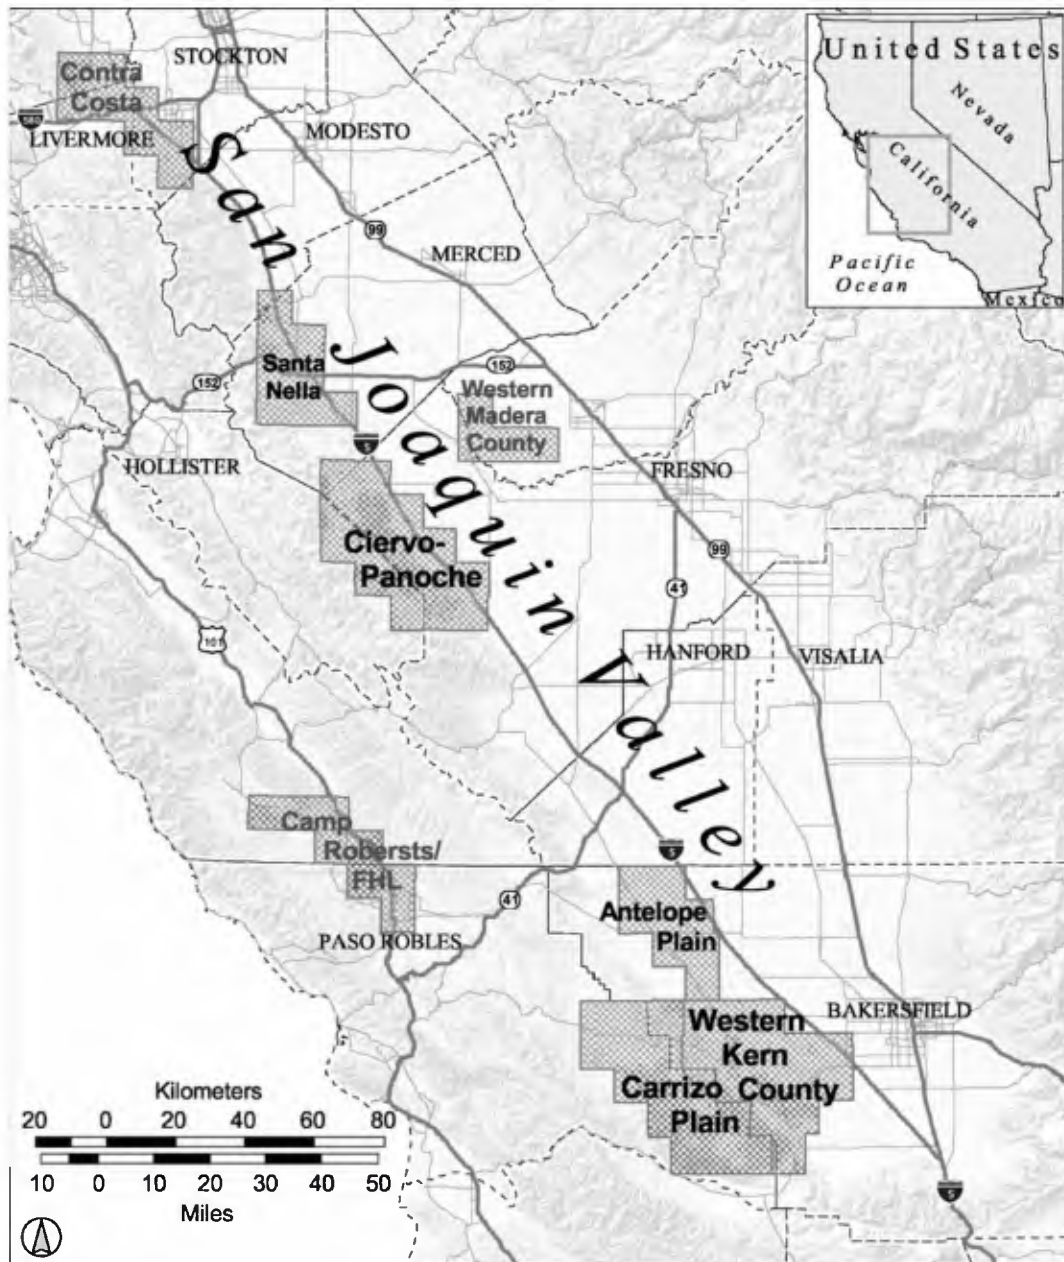 STOCKTON
Contra
Costa
580
LIVERMORE
MODESTO
99
MERCED
San Joaquin Valley
United States
Nevada
California
Pacific
Ocean
Mexico
Santa
Nella
152
152
Western
Madera
County
5
HOLLISTER
FRESNO
Ciervo-
Panoche
99
41
101
HANFORD
VISALIA
Camp
Robersts/
FHL
5
41
PASO ROBLES
Antelope
Plain
BAKERSFIELD
Western
Kern
County
Carrizo
Plain
Kilometers
20 0 20 40 60 80
10 0 10 20 30 40 50
Miles
5